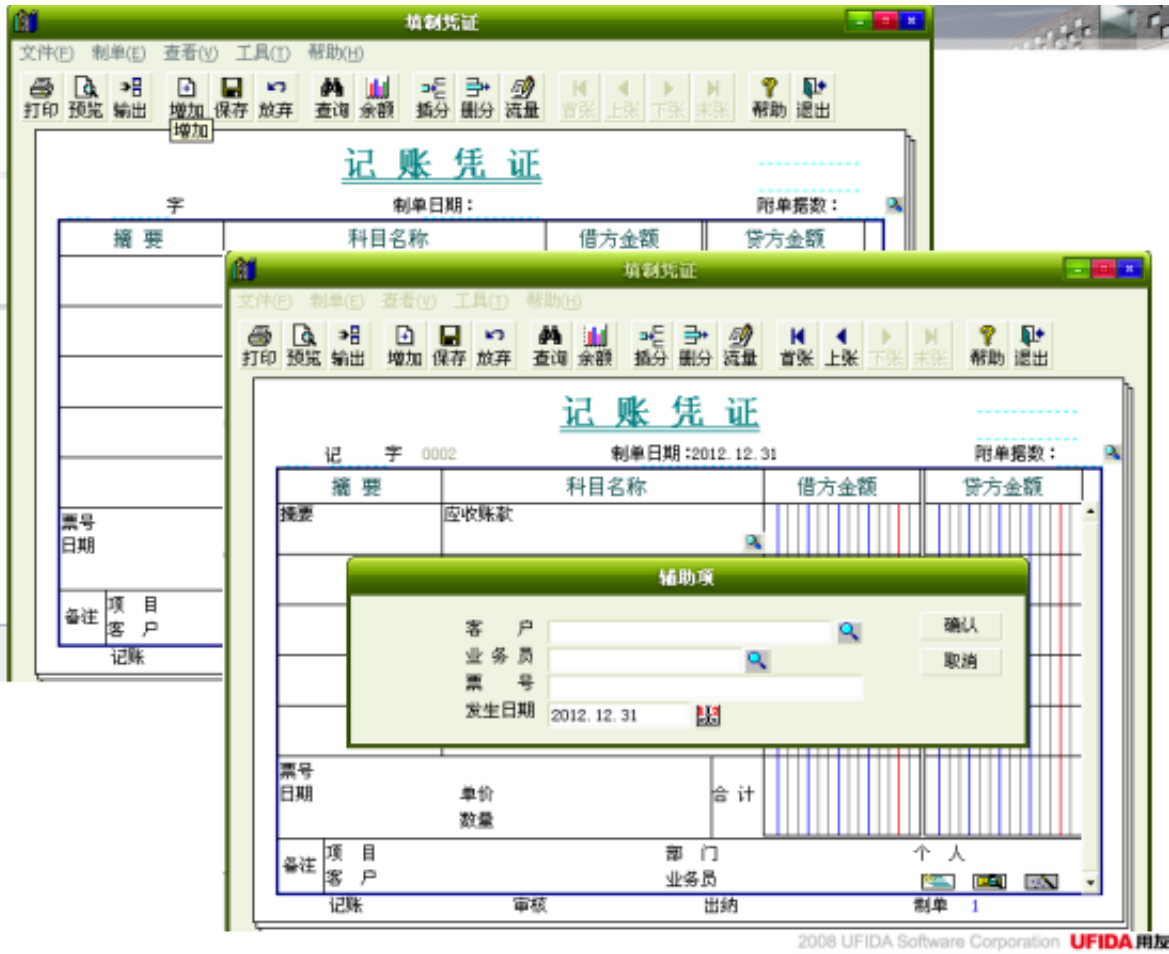 填制凭证
文件(F) 制单(E) 查看(V) 工具(T) 帮助(H)
打印 预览 输出 增加 保存 放弃 查询 余额 插分 删分 流量 首张 上张 下张 末张 帮助 退出
增加
记 账 凭 证
字 制单日期： 附单据数：
摘 要 科目名称 借方金额 贷方金额
票号
日期
备注 项 目
客 户
记账
填制凭证
文件(F) 制单(E) 查看(V) 工具(T) 帮助(H)
打印 预览 输出 增加 保存 放弃 查询 余额 插分 删分 流量 首张 上张 下张 末张 帮助 退出
记 账 凭 证
记 字 0002 制单日期：2012.12.31 附单据数：
摘 要 科目名称 借方金额 贷方金额
摘要 应收账款
辅助项
客 户 确认
业 务 员 取消
票 号
发生日期 2012.12.31
票号
日期 单价 合 计
数量
备注 项 目 部 门 个 人
客 户 业务员
记账 审核 出纳 制单 1
2008 UFIDA Software Corporation UFIDA 用友